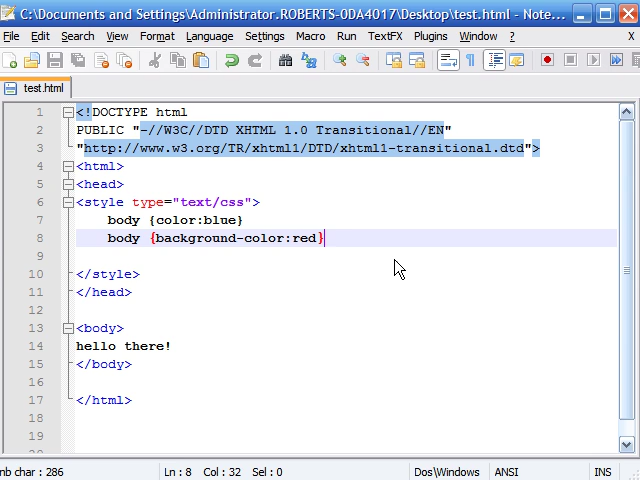 C:\Documents and Settings\Administrator.ROBERTS-0DA4017\Desktop\test.html - Note...
File Edit Search View Format Language Settings Macro Run TextFX Plugins Window ? X
test.html
1 <!DOCTYPE html
2 PUBLIC "-//W3C//DTD XHTML 1.0 Transitional//EN"
3 "http://www.w3.org/TR/xhtml1/DTD/xhtml1-transitional.dtd">
4 <html>
5 <head>
6 <style type="text/css">
7 body {color:blue}
8 body {background-color:red}
9
10 </style>
11 </head>
12
13 <body>
14 hello there!
15 </body>
16
17 </html>
18
19
nb char : 286 Ln : 8 Col : 32 Sel : 0 Dos\Windows ANSI INS